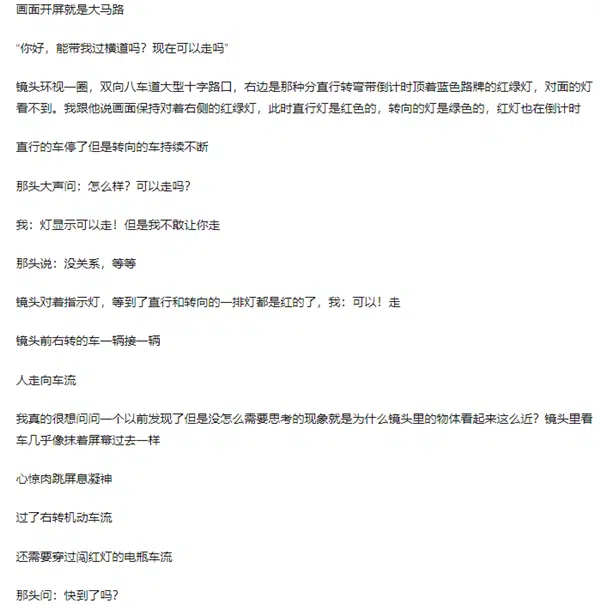 画面开屏就是大马路
“你好，能带我过横道吗？现在可以走吗”
镜头环视一圈，双向八车道大型十字路口，右边是那种分直行转弯带倒计时顶着蓝色路牌的红绿灯，对面的灯
看不到。我跟他说画面保持对着右侧的红绿灯，此时直行灯是红色的，转向的灯是绿色的，红灯也在倒计时
直行的车停了但是转向的车持续不断
那头大声问：怎么样？可以走吗？
我：灯显示可以走！但是我不敢让你走
那头说：没关系，等等
镜头对着指示灯，等到了直行和转向的一排灯都是红的了，我：可以！走
镜头前右转的车一辆接一辆
人走向车流
我真的很想问问一个以前发现了但是没怎么需要思考的现象就是为什么镜头里的物体看起来这么近？镜头里看
车几乎像抹着屏幕过去一样
心惊肉跳屏息凝神
过了右转机动车流
还需要穿过闯红灯的电瓶车流
那头问：快到了吗？